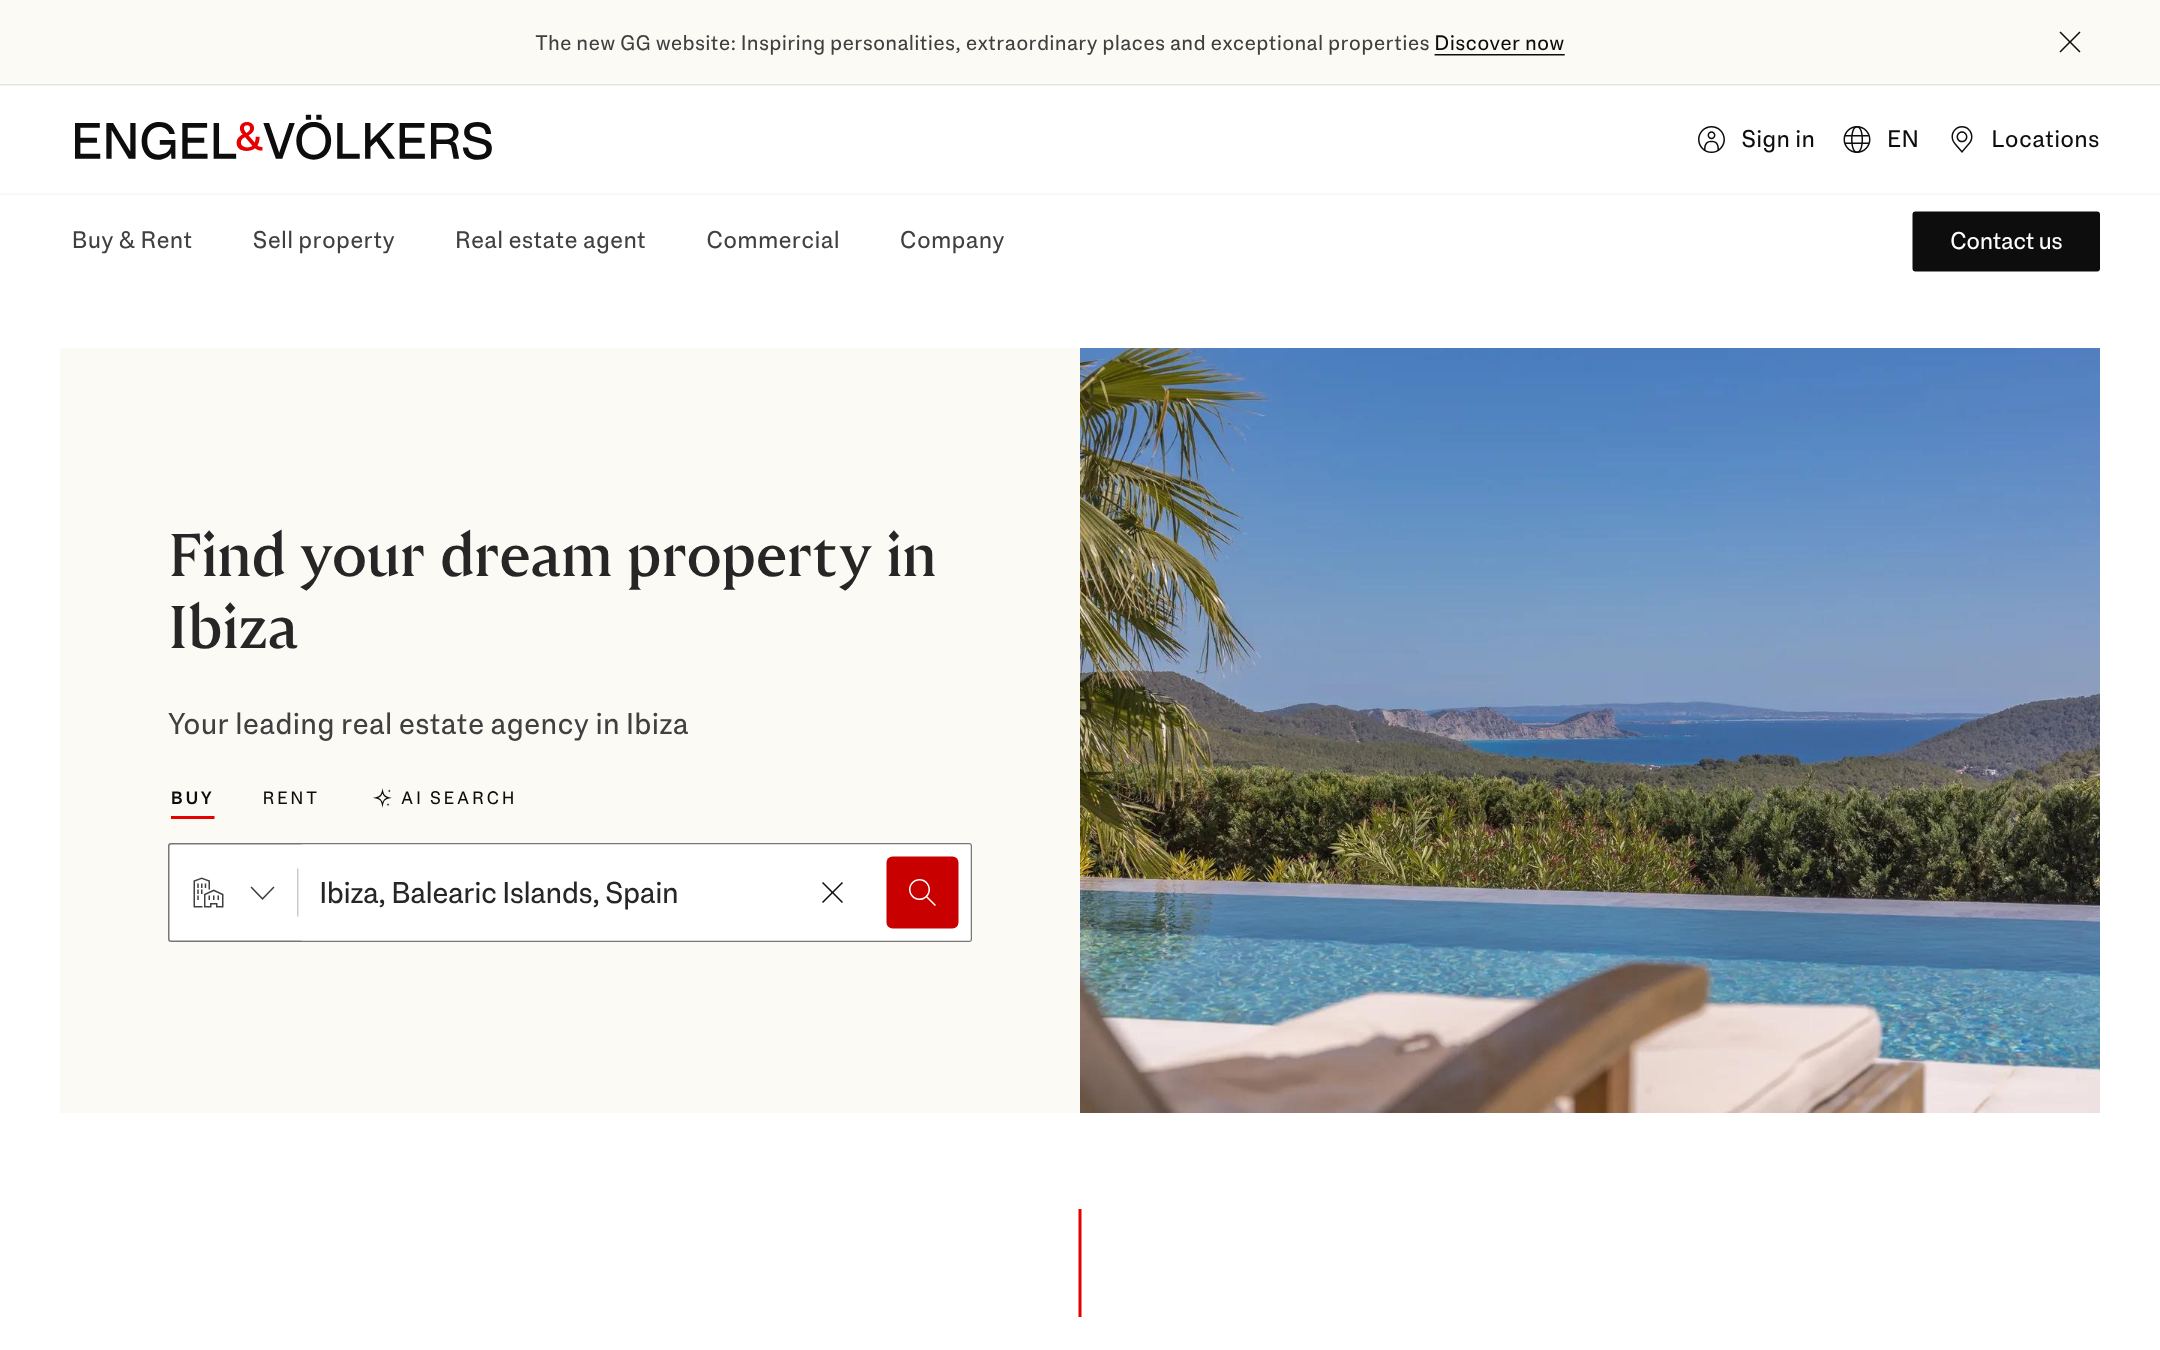 The new GG website: Inspiring personalities, extraordinary places and exceptional properties Discover now
ENGEL&VÖLKERS
Sign in
EN
Locations
Buy & Rent
Sell property
Real estate agent
Commercial
Company
Contact us
Find your dream property in
Ibiza
Your leading real estate agency in Ibiza
BUY
RENT
AI SEARCH
Ibiza, Balearic Islands, Spain